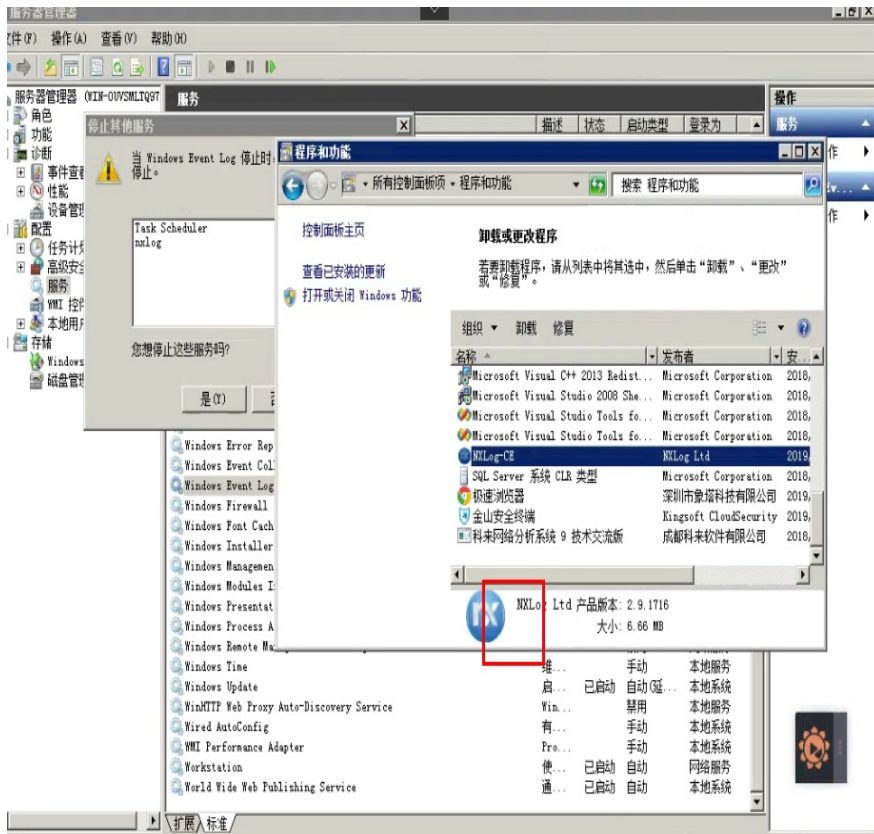 服务器管理器
文件(F) 操作(A) 查看(V) 帮助(H)
服务器管理器 (WIN-OUVSMLTQ97
角色
功能
诊断
事件查看
性能
设备管理
配置
任务计划
高级安全
服务
WMI 控件
本地用户
存储
Windows
磁盘管理
服务
描述 状态 启动类型 登录为
操作
服务
停止其他服务
当 Windows Event Log 停止时,
停止。
Task Scheduler
nxlog
您想停止这些服务吗?
是(Y)
程序和功能
所有控制面板项 程序和功能
搜索 程序和功能
控制面板主页
查看已安装的更新
打开或关闭 Windows 功能
卸载或更改程序
若要卸载程序,请从列表中将其选中,然后单击“卸载”、“更改”
或“修复”。
组织 卸载 修复
名称 发布者 安...
Microsoft Visual C++ 2013 Redist... Microsoft Corporation 2018,
Microsoft Visual Studio 2008 She... Microsoft Corporation 2018,
Microsoft Visual Studio Tools fo... Microsoft Corporation 2018,
Microsoft Visual Studio Tools fo... Microsoft Corporation 2018,
NXLog-CE NXLog Ltd 2019,
SQL Server 系统 CLR 类型 Microsoft Corporation 2018,
极速浏览器 深圳市象塔科技有限公司 2019,
金山安全终端 Kingsoft CloudSecurity 2019,
科来网络分析系统 9 技术交流版 成都科来软件有限公司 2018,
NXLog Ltd 产品版本: 2.9.1716
大小: 6.66 MB
Windows Error Rep
Windows Event Col
Windows Event Log
Windows Firewall
Windows Font Cach
Windows Installer
Windows Managemen
Windows Modules I
Windows Presentat
Windows Process A
Windows Remote Ma
Windows Time 维... 手动 本地服务
Windows Update 启... 已启动 自动(延... 本地系统
WinHTTP Web Proxy Auto-Discovery Service Win... 禁用 本地服务
Wired AutoConfig 有... 手动 本地系统
WMI Performance Adapter Pro... 手动 本地系统
Workstation 使... 已启动 自动 网络服务
World Wide Web Publishing Service 通... 已启动 自动 本地系统
扩展 标准